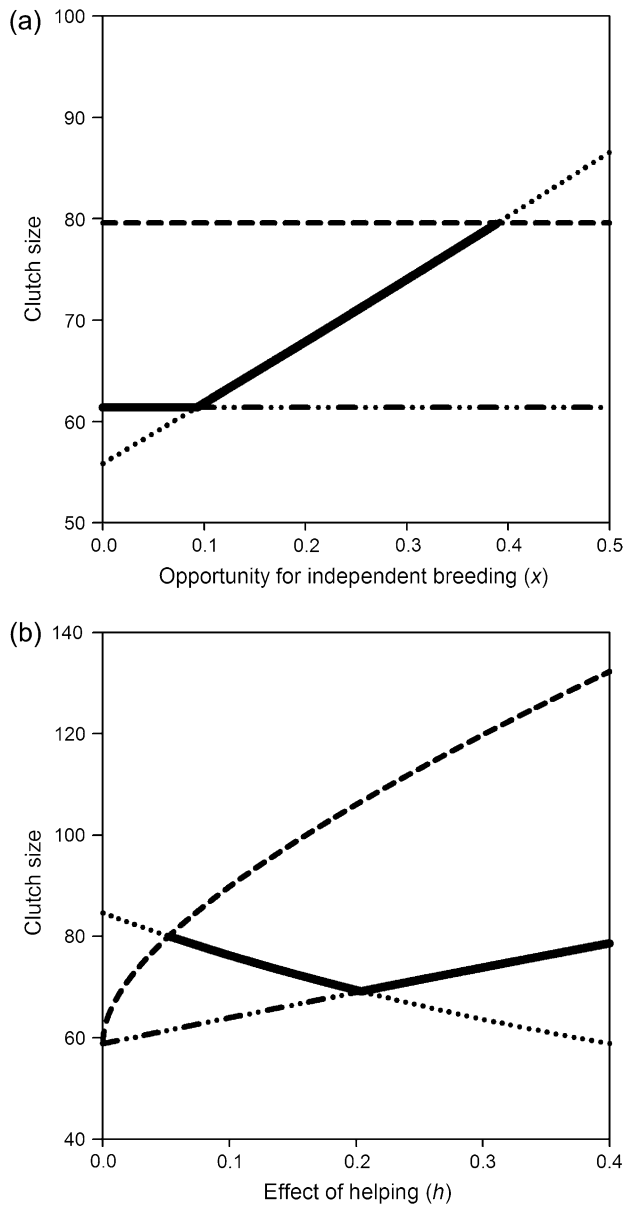 (a)
100
90
80
70
60
50
Clutch size
0.0 0.1 0.2 0.3 0.4 0.5
Opportunity for independent breeding (x)
(b)
140
120
100
80
60
40
Clutch size
0.0 0.1 0.2 0.3 0.4
Effect of helping (h)